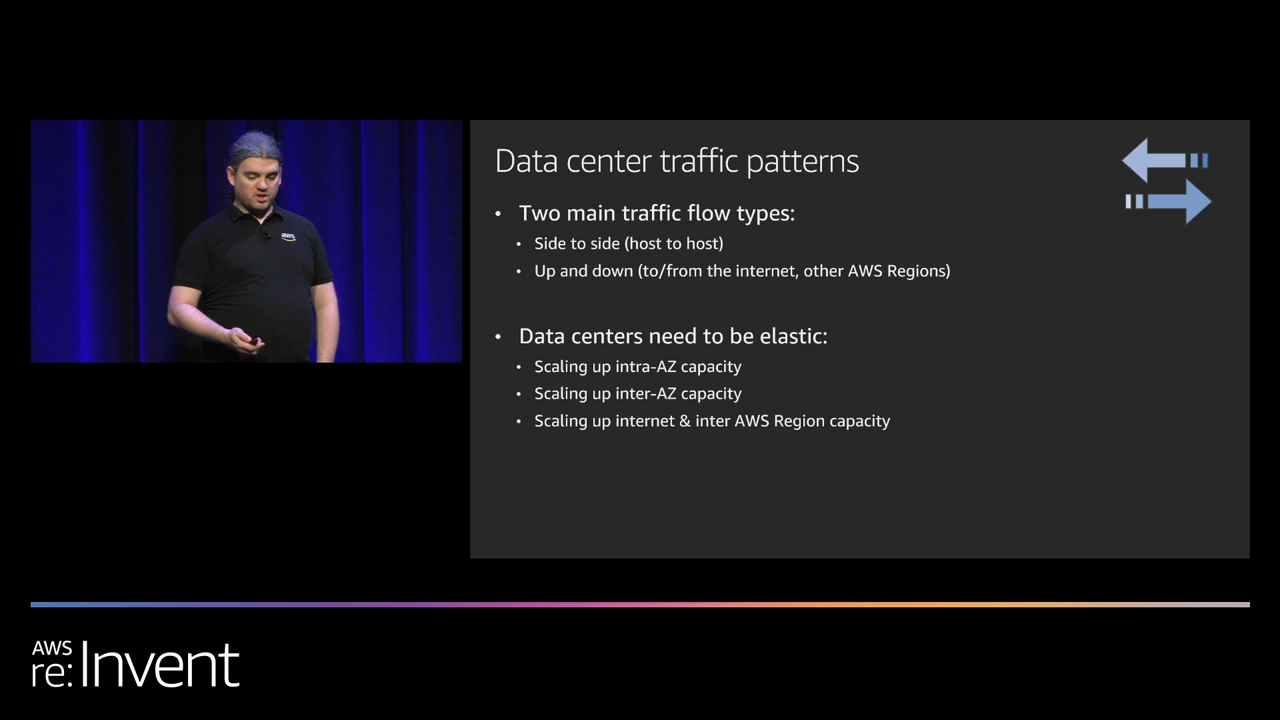 aws
Data center traffic patterns
• Two main traffic flow types:
• Side to side (host to host)
• Up and down (to/from the internet, other AWS Regions)
• Data centers need to be elastic:
• Scaling up intra-AZ capacity
• Scaling up inter-AZ capacity
• Scaling up internet & inter AWS Region capacity
AWS
re:Invent